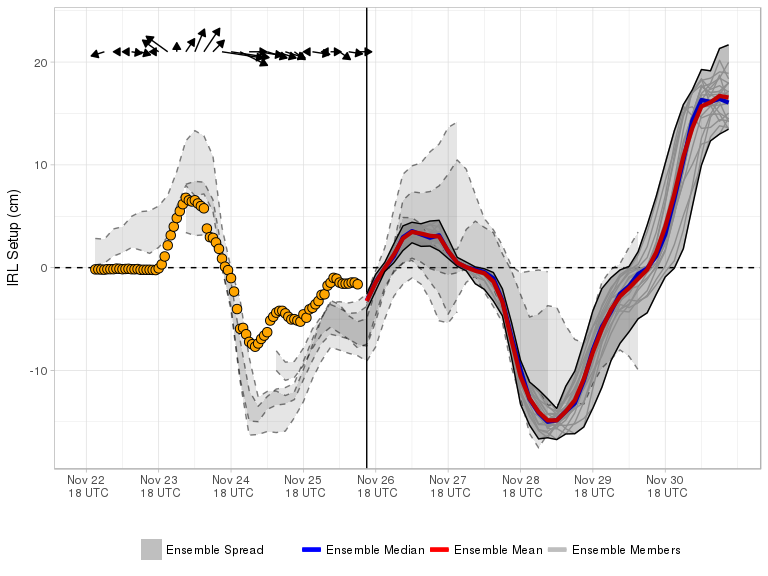 IRL Setup (cm)
20
10
0
-10
Nov 22 Nov 23 Nov 24 Nov 25 Nov 26 Nov 27 Nov 28 Nov 29 Nov 30
18 UTC 18 UTC 18 UTC 18 UTC 18 UTC 18 UTC 18 UTC 18 UTC 18 UTC
Ensemble Spread Ensemble Median Ensemble Mean Ensemble Members